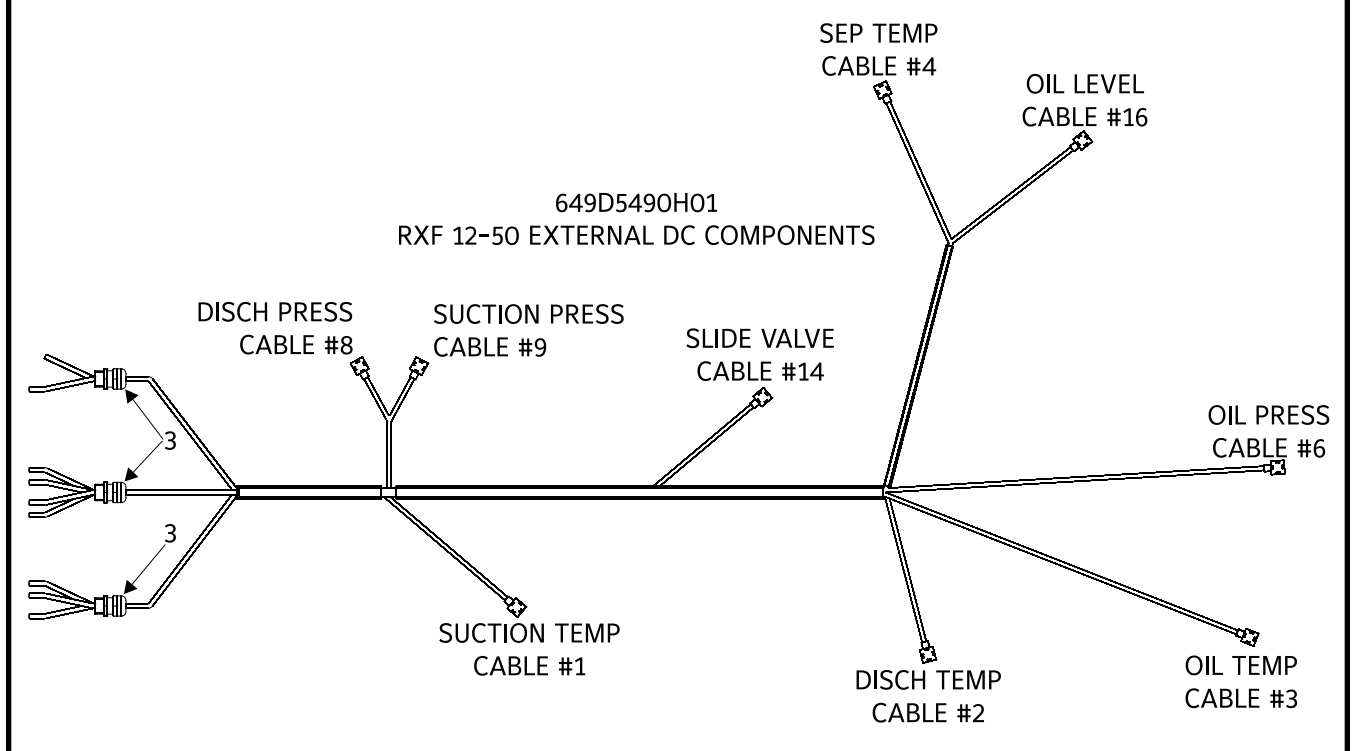 SEP TEMP
CABLE #4
OIL LEVEL
CABLE #16
649D5490H01
RXF 12-50 EXTERNAL DC COMPONENTS
DISCH PRESS
CABLE #8
SUCTION PRESS
CABLE #9
SLIDE VALVE
CABLE #14
OIL PRESS
CABLE #6
3
3
SUCTION TEMP
CABLE #1
DISCH TEMP
CABLE #2
OIL TEMP
CABLE #3